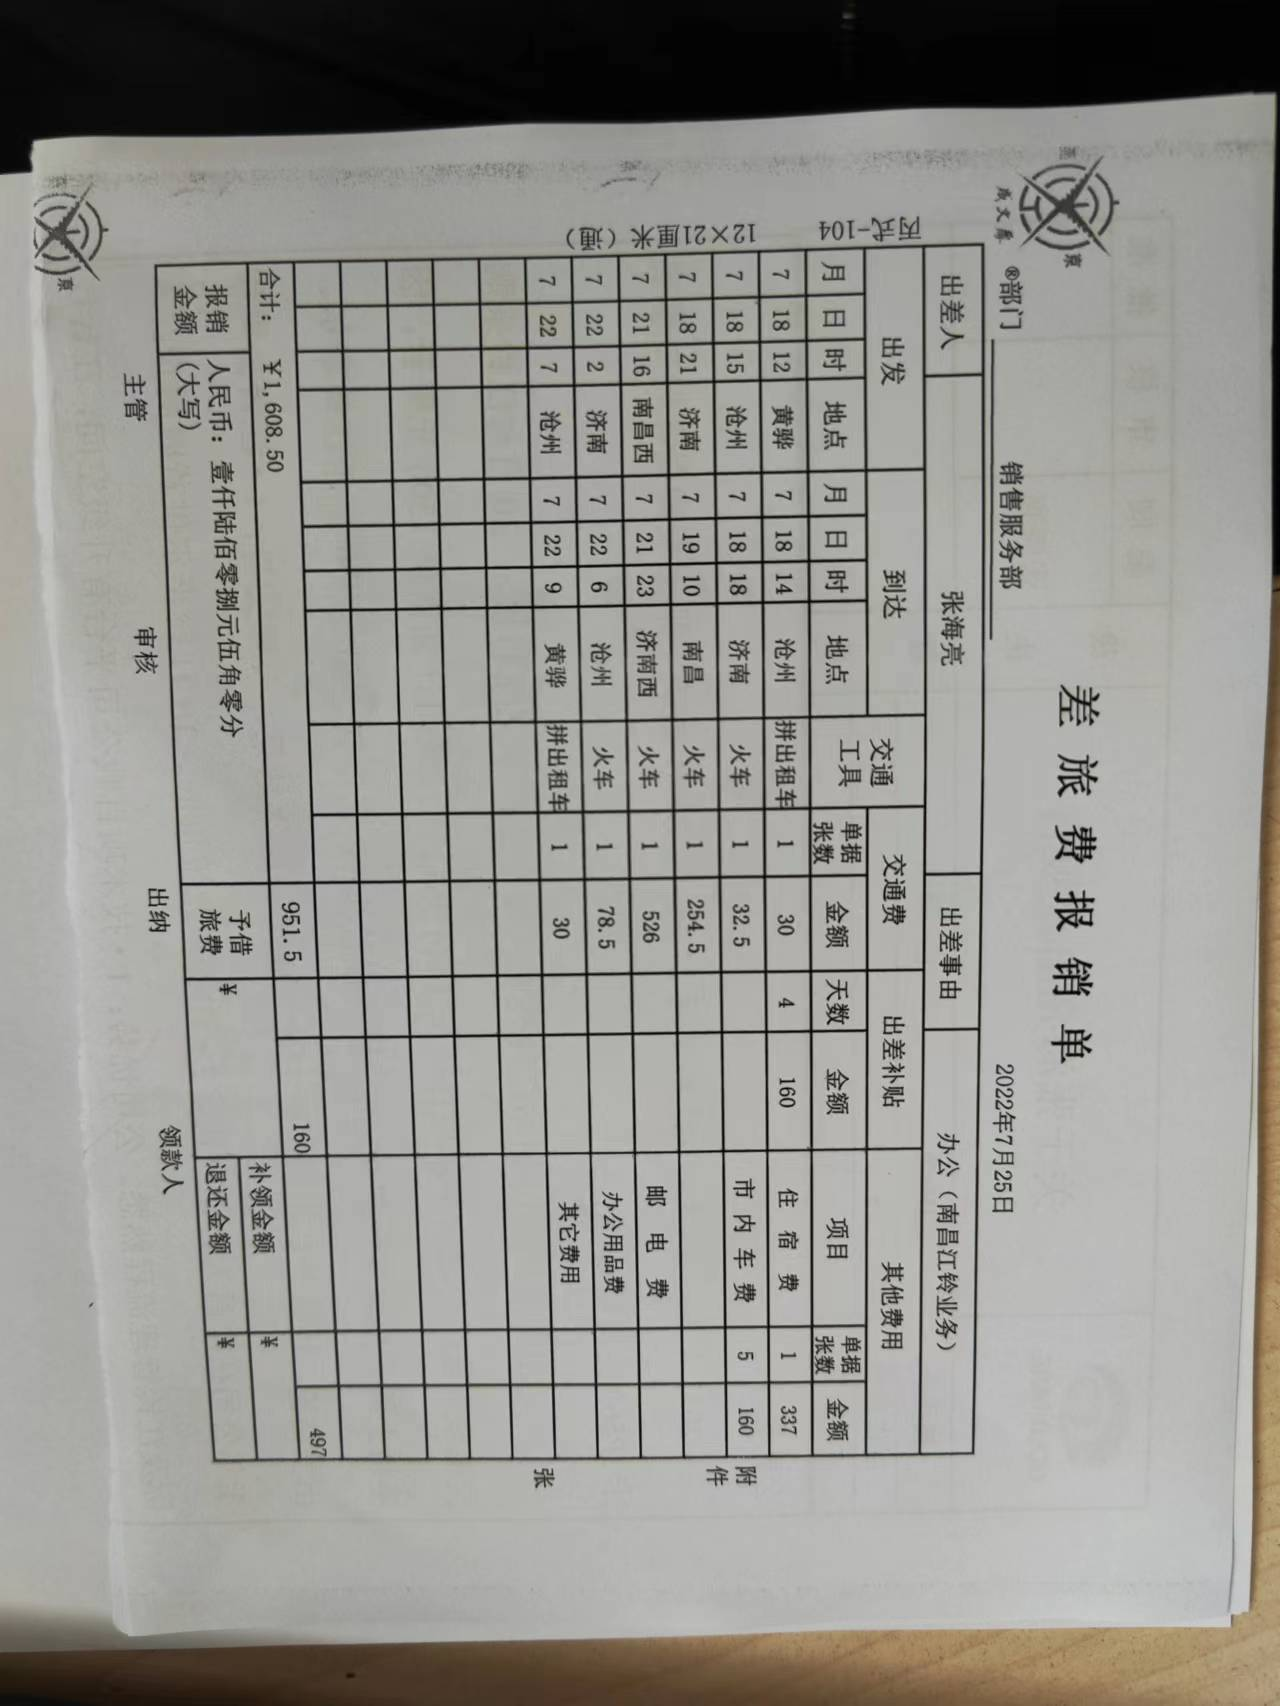 差旅费报销单
成文厚
®部门 销售服务部 2022年7月25日
出差人 张海亮 出差事由 办公（南昌江铃业务）
出发 到达 交通工具 交通费 出差补贴 其他费用
月 日 时 地点 月 日 时 地点 单据张数 金额 天数 金额 项目 单据张数 金额
7 18 12 黄骅 7 18 14 沧州 拼出租车 1 30 4 160 住宿费 1 337
7 18 15 沧州 7 18 18 济南 火车 1 32.5 市内车费 5 160
7 18 21 济南 7 19 10 南昌 火车 1 254.5
7 21 16 南昌西 7 21 23 济南西 火车 1 526 邮电费
7 22 2 济南 7 22 6 沧州 火车 1 78.5 办公用品费
7 22 7 沧州 7 22 9 黄骅 拼出租车 1 30 其它费用
合计： ¥1,608.50 951.5 160 497
报销金额 人民币：壹仟陆佰零捌元伍角零分（大写） 予借旅费 ¥ 补领金额 ¥
退还金额 ¥
主管 审核 出纳 领款人
附件 张
丙式-104 12×21厘米（通）
京
京